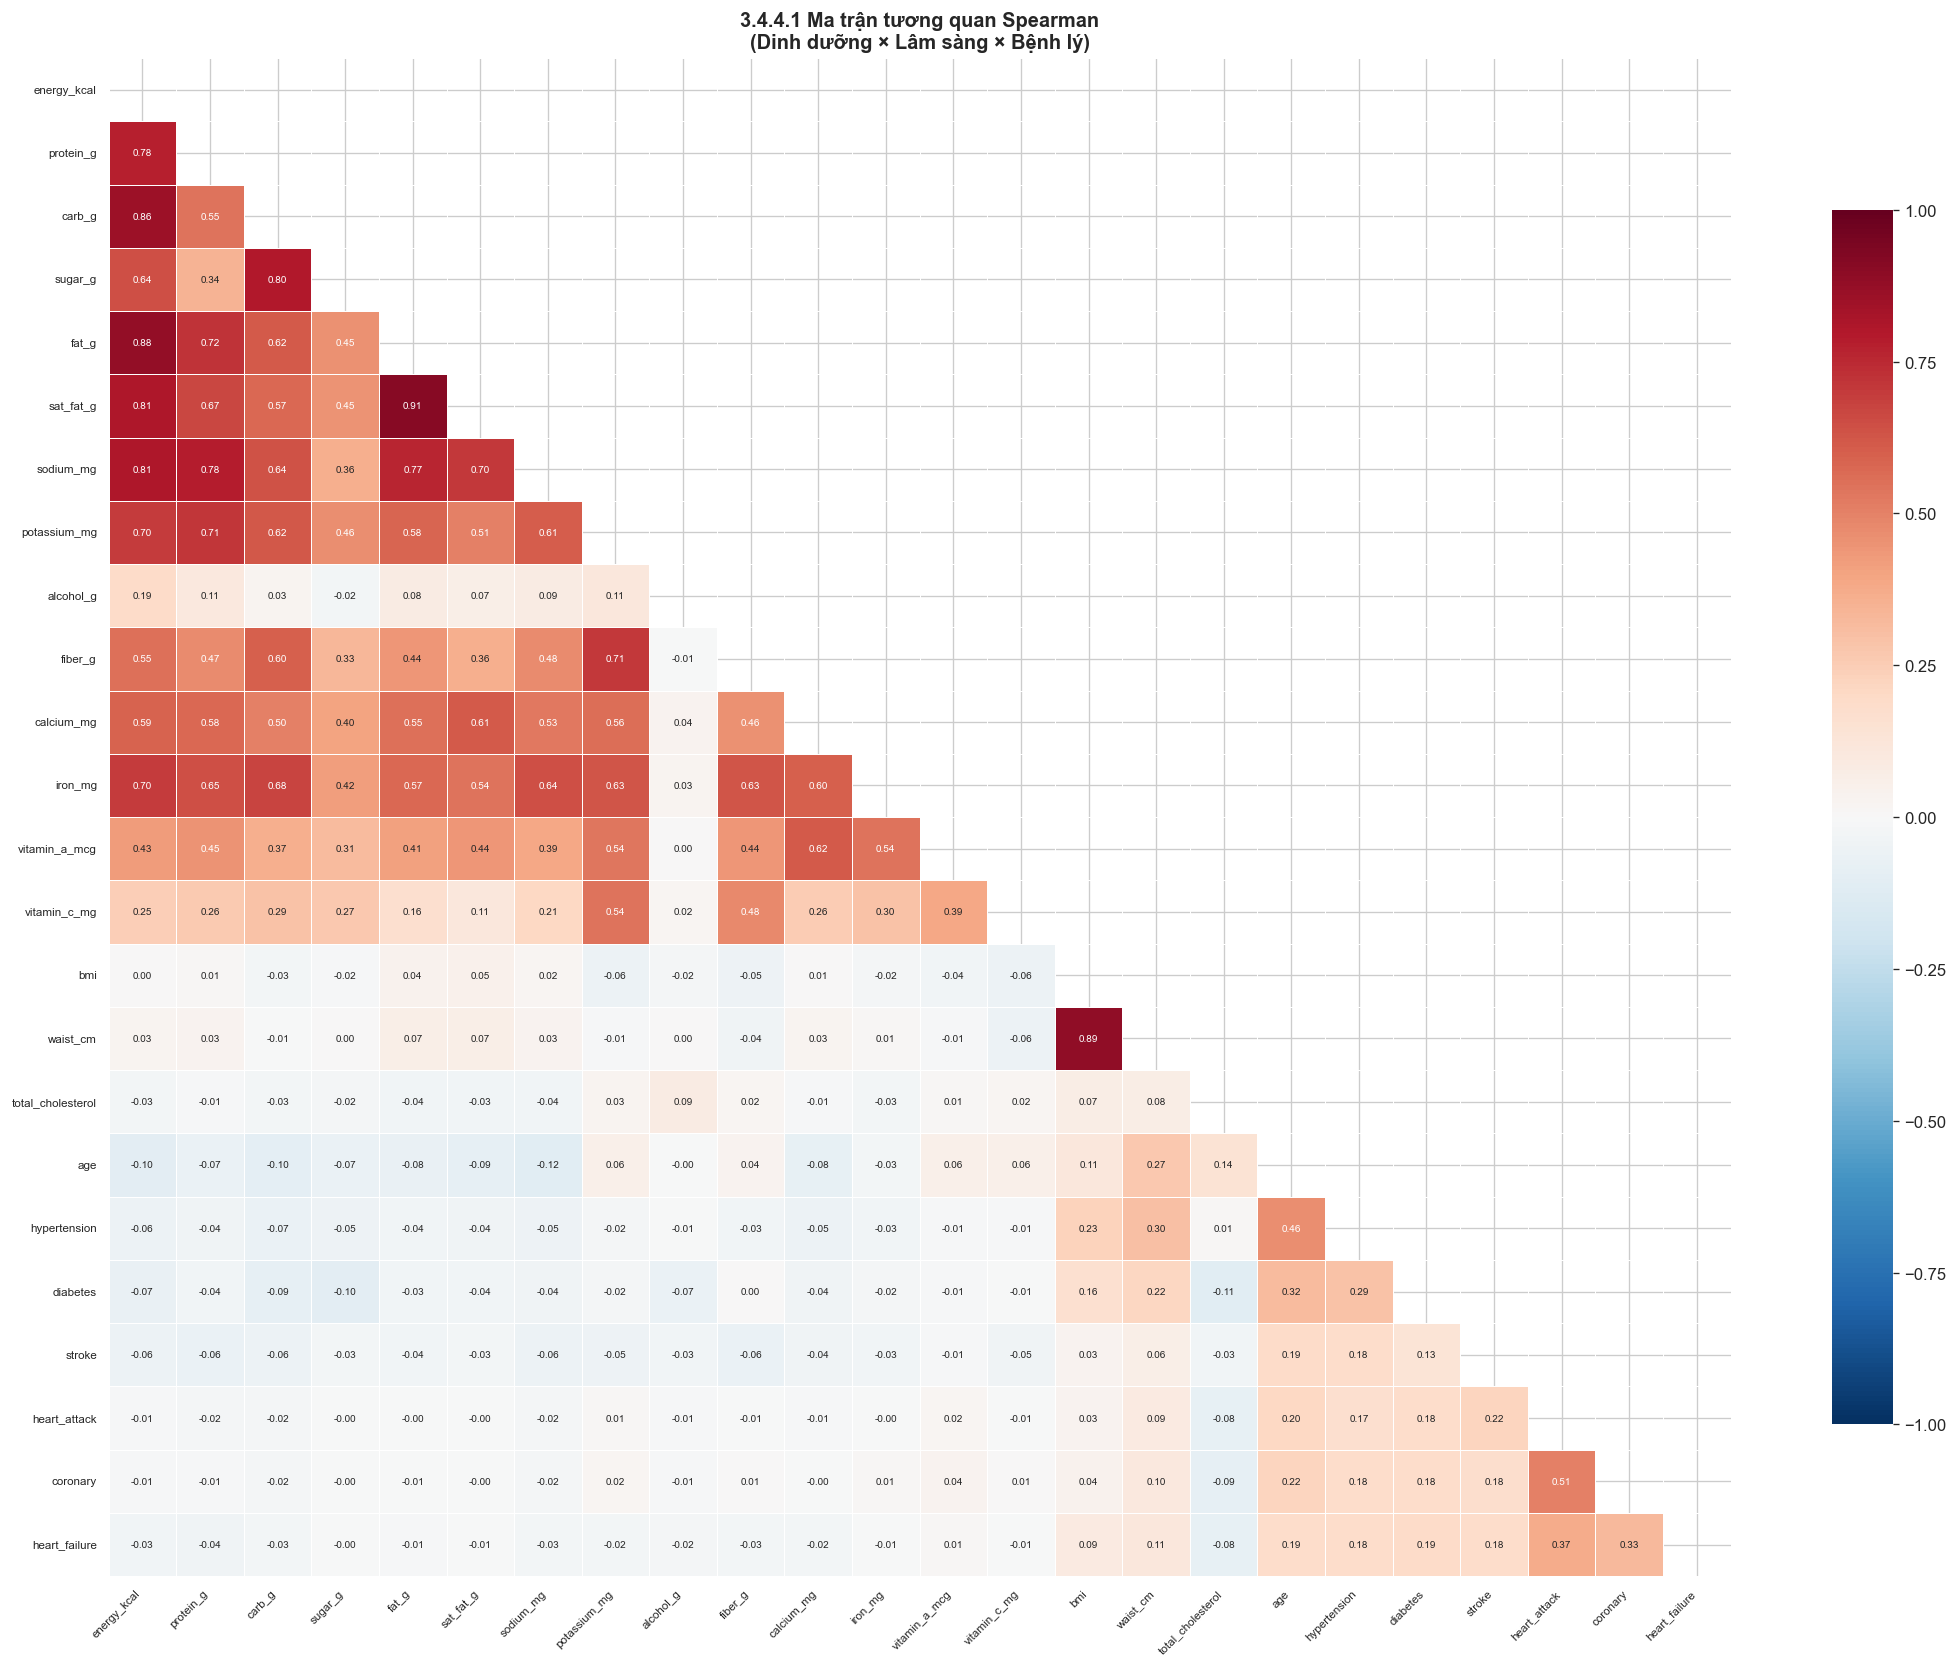 3.4.4.1 Ma trận tương quan Spearman
(Dinh dưỡng × Lâm sàng × Bệnh lý)
energy_kcal
protein_g 0.78
carb_g 0.86 0.55
sugar_g 0.64 0.34 0.80
fat_g 0.88 0.72 0.62 0.45
sat_fat_g 0.81 0.67 0.57 0.45 0.91
sodium_mg 0.81 0.78 0.64 0.36 0.77 0.70
potassium_mg 0.70 0.71 0.62 0.46 0.58 0.51 0.61
alcohol_g 0.19 0.11 0.03 -0.02 0.08 0.07 0.09 0.11
fiber_g 0.55 0.47 0.60 0.33 0.44 0.36 0.48 0.71 -0.01
calcium_mg 0.59 0.58 0.50 0.40 0.55 0.61 0.53 0.56 0.04 0.46
iron_mg 0.70 0.65 0.68 0.42 0.57 0.54 0.64 0.63 0.03 0.63 0.60
vitamin_a_mcg 0.43 0.45 0.37 0.31 0.41 0.44 0.39 0.54 0.00 0.44 0.62 0.54
vitamin_c_mg 0.25 0.26 0.29 0.27 0.16 0.11 0.21 0.54 0.02 0.48 0.26 0.30 0.39
bmi 0.00 0.01 -0.03 -0.02 0.04 0.05 0.02 -0.06 -0.02 -0.05 0.01 -0.02 -0.04 -0.06
waist_cm 0.03 0.03 -0.01 0.00 0.07 0.07 0.03 -0.01 0.00 -0.04 0.03 0.01 -0.01 -0.06 0.89
total_cholesterol -0.03 -0.01 -0.03 -0.02 -0.04 -0.03 -0.04 0.03 0.09 0.02 -0.01 -0.03 0.01 0.02 0.07 0.08
age -0.10 -0.07 -0.10 -0.07 -0.08 -0.09 -0.12 0.06 -0.00 0.04 -0.08 -0.03 0.06 0.06 0.11 0.27 0.14
hypertension -0.06 -0.04 -0.07 -0.05 -0.04 -0.04 -0.05 -0.02 -0.01 -0.03 -0.05 -0.03 -0.01 -0.01 0.23 0.30 0.01 0.46
diabetes -0.07 -0.04 -0.09 -0.10 -0.03 -0.04 -0.04 -0.02 -0.07 0.00 -0.04 -0.02 -0.01 -0.01 0.16 0.22 -0.11 0.32 0.29
stroke -0.06 -0.06 -0.06 -0.03 -0.04 -0.03 -0.06 -0.05 -0.03 -0.06 -0.04 -0.03 -0.01 -0.05 0.03 0.06 -0.03 0.19 0.18 0.13
heart_attack -0.01 -0.02 -0.02 -0.00 -0.00 -0.00 -0.02 0.01 -0.01 -0.01 -0.01 -0.00 0.02 -0.01 0.03 0.09 -0.08 0.20 0.17 0.18 0.22
coronary -0.01 -0.01 -0.02 -0.00 -0.01 -0.00 -0.02 0.02 -0.01 0.01 -0.00 0.01 0.04 0.01 0.04 0.10 -0.09 0.22 0.18 0.18 0.18 0.51
heart_failure -0.03 -0.04 -0.03 -0.00 -0.01 -0.01 -0.03 -0.02 -0.02 -0.03 -0.02 -0.01 0.01 -0.01 0.09 0.11 -0.08 0.19 0.18 0.19 0.18 0.37 0.33
energy_kcal protein_g carb_g sugar_g fat_g sat_fat_g sodium_mg potassium_mg alcohol_g fiber_g calcium_mg iron_mg vitamin_a_mcg vitamin_c_mg bmi waist_cm total_cholesterol age hypertension diabetes stroke heart_attack coronary heart_failure
1.00
0.75
0.50
0.25
0.00
−0.25
−0.50
−0.75
−1.00